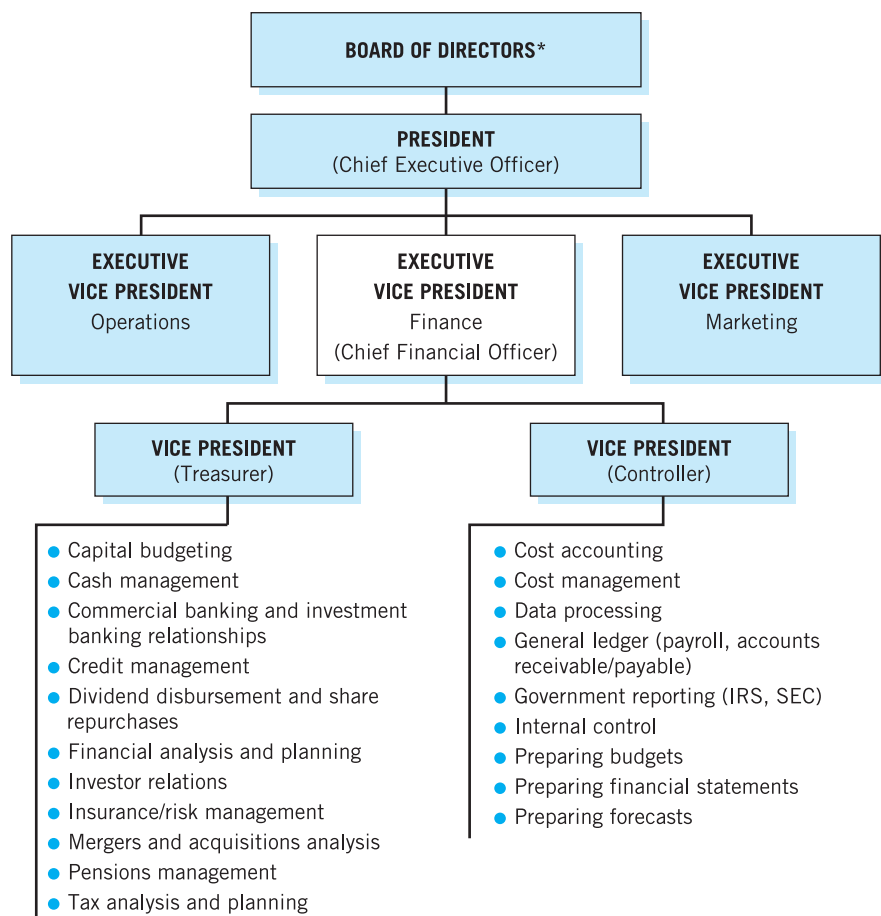 BOARD OF DIRECTORS*
PRESIDENT
(Chief Executive Officer)
EXECUTIVE
VICE PRESIDENT
Operations
EXECUTIVE
VICE PRESIDENT
Finance
(Chief Financial Officer)
EXECUTIVE
VICE PRESIDENT
Marketing
VICE PRESIDENT
(Treasurer)
VICE PRESIDENT
(Controller)
● Capital budgeting
● Cash management
● Commercial banking and investment
banking relationships
● Credit management
● Dividend disbursement and share
repurchases
● Financial analysis and planning
● Investor relations
● Insurance/risk management
● Mergers and acquisitions analysis
● Pensions management
● Tax analysis and planning
● Cost accounting
● Cost management
● Data processing
● General ledger (payroll, accounts
receivable/payable)
● Government reporting (IRS, SEC)
● Internal control
● Preparing budgets
● Preparing financial statements
● Preparing forecasts